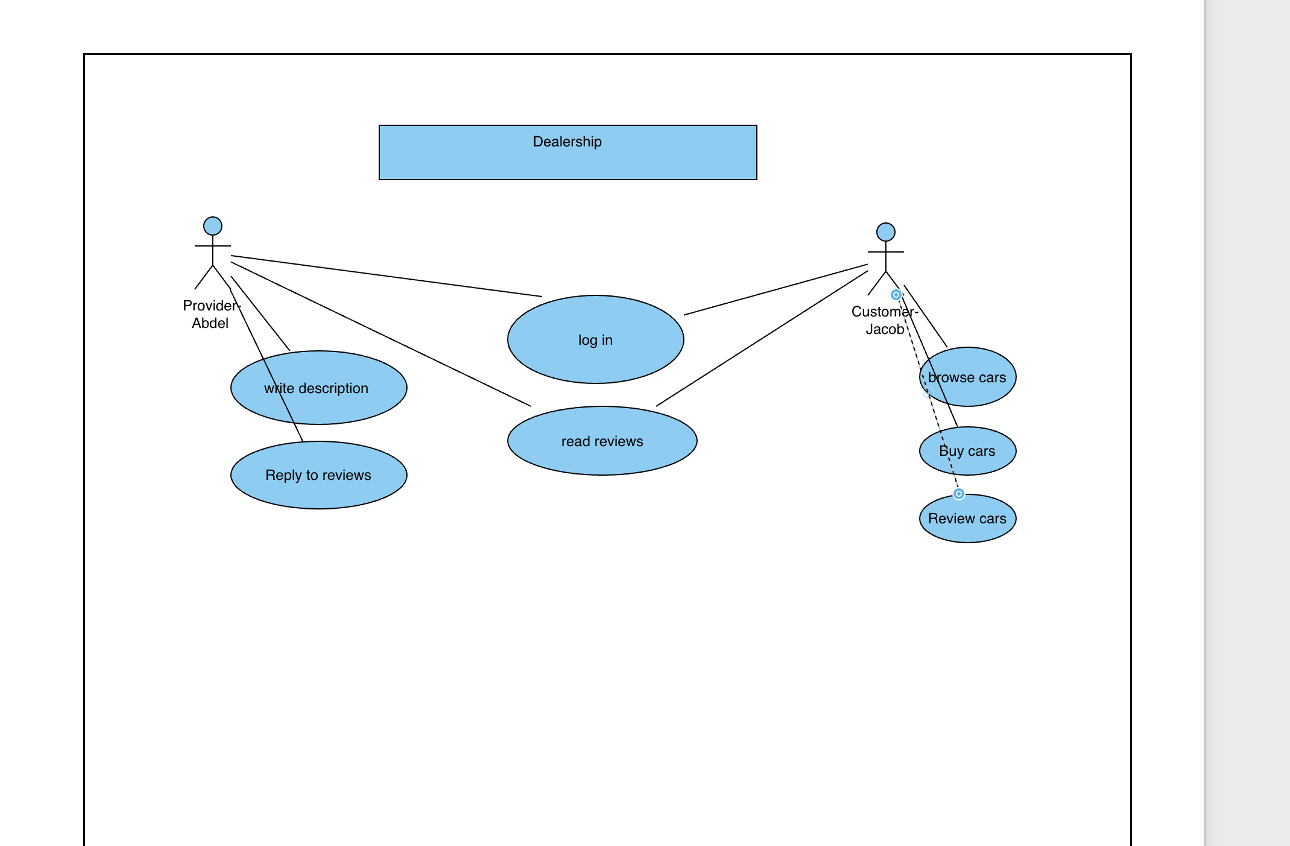 Dealership
Provider-
Abdel
Customer-
Jacob
log in
browse cars
write description
read reviews
Buy cars
Reply to reviews
Review cars